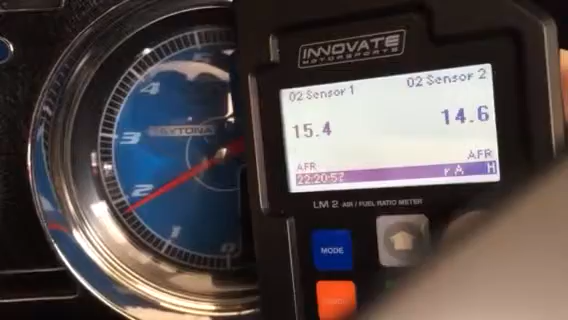 4
3
DAYTONA
2
1
0
INNOVATE
MOTORSPORTS
O2 Sensor 1
O2 Sensor 2
15.4
14.6
AFR
AFR
22:20:57
r A H
LM 2 AIR / FUEL RATIO METER
MODE